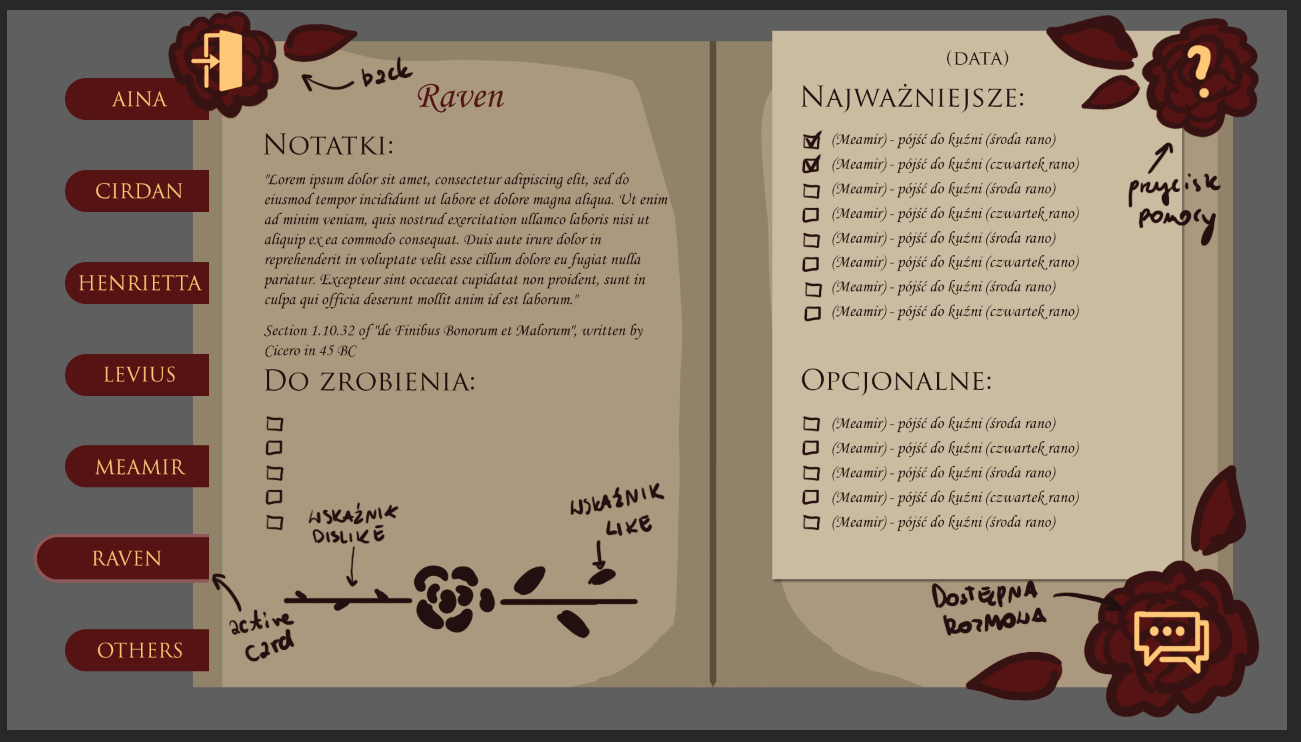 AINA
CIRDAN
HENRIETTA
LEVIUS
MEAMIR
RAVEN
OTHERS
back
active
card
Raven
NOTATKI:
"Lorem ipsum dolor sit amet, consectetur adipiscing elit, sed do
eiusmod tempor incididunt ut labore et dolore magna aliqua. Ut enim
ad minim veniam, quis nostrud exercitation ullamco laboris nisi ut
aliquip ex ea commodo consequat. Duis aute irure dolor in
reprehenderit in voluptate velit esse cillum dolore eu fugiat nulla
pariatur. Excepteur sint occaecat cupidatat non proident, sunt in
culpa qui officia deserunt mollit anim id est laborum."
Section 1.10.32 of "de Finibus Bonorum et Malorum", written by
Cicero in 45 BC
DO ZROBIENIA:
WSKAŹNIK
DISLIKE
WSKAŹNIK
LIKE
(DATA)
NAJWAŻNIEJSZE:
(Meamir) - pójść do kuźni (środa rano)
(Meamir) - pójść do kuźni (czwartek rano)
(Meamir) - pójść do kuźni (środa rano)
(Meamir) - pójść do kuźni (czwartek rano)
(Meamir) - pójść do kuźni (środa rano)
(Meamir) - pójść do kuźni (czwartek rano)
(Meamir) - pójść do kuźni (środa rano)
(Meamir) - pójść do kuźni (czwartek rano)
OPCJONALNE:
(Meamir) - pójść do kuźni (środa rano)
(Meamir) - pójść do kuźni (czwartek rano)
(Meamir) - pójść do kuźni (środa rano)
(Meamir) - pójść do kuźni (czwartek rano)
(Meamir) - pójść do kuźni (środa rano)
?
przycisk
pomocy
DOSTĘPNA
ROZMOWA